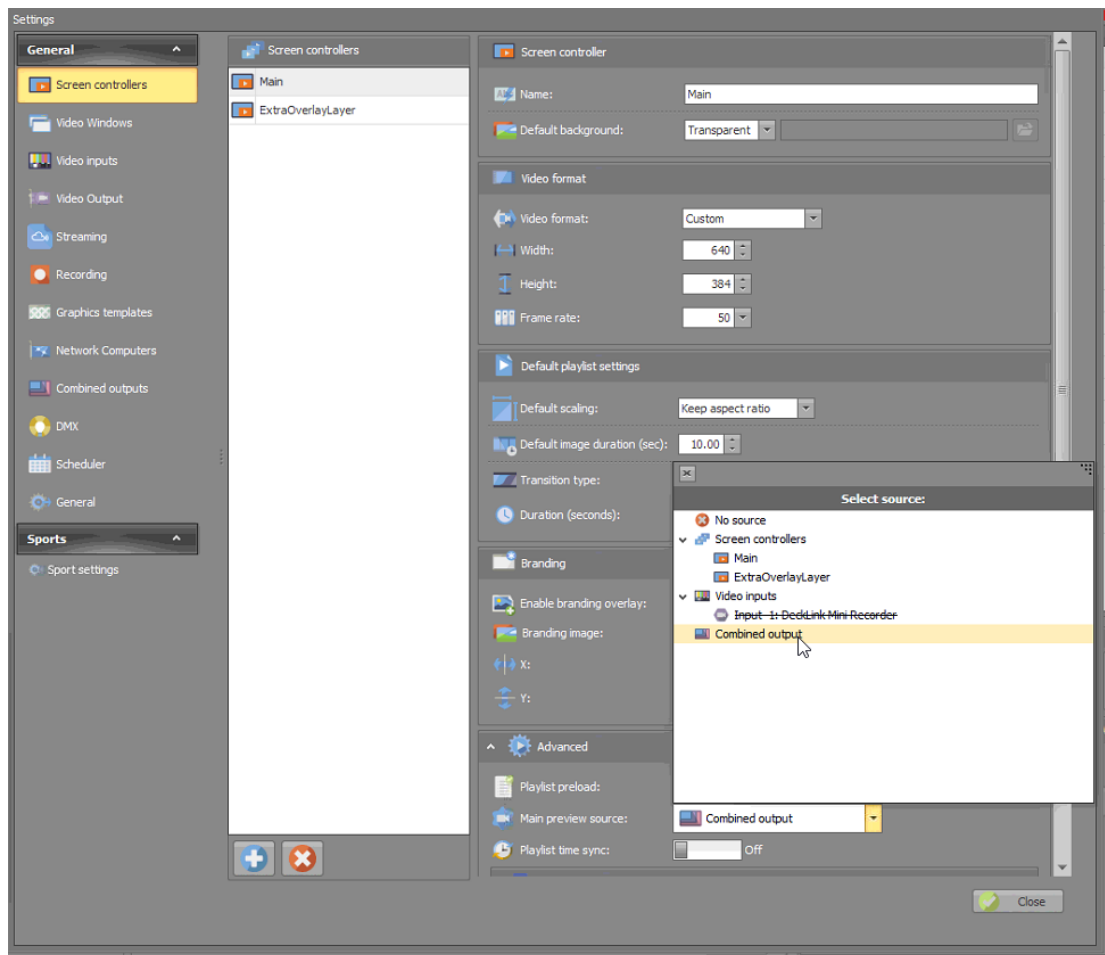 Settings
General
Screen controllers
Video Windows
Video inputs
Video Output
Streaming
Recording
Graphics templates
Network Computers
Combined outputs
DMX
Scheduler
General
Sports
Sport settings
Screen controllers
Main
ExtraOverlayLayer
Screen controller
Name: Main
Default background: Transparent
Video format
Video format: Custom
Width: 640
Height: 384
Frame rate: 50
Default playlist settings
Default scaling: Keep aspect ratio
Default image duration (sec): 10.00
Transition type:
Duration (seconds):
Branding
Enable branding overlay:
Branding image:
X:
Y:
Advanced
Playlist preload:
Main preview source: Combined output
Playlist time sync: Off
Select source:
No source
Screen controllers
Main
ExtraOverlayLayer
Video inputs
Input 1: DeckLink Mini Recorder
Combined output
Close